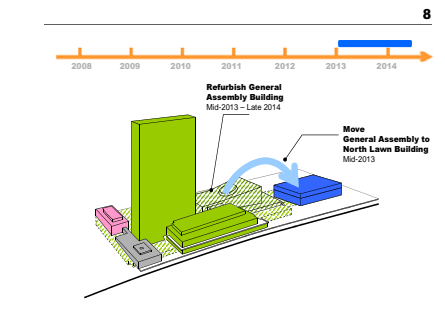 8
2008 2009 2010 2011 2012 2013 2014
Refurbish General
Assembly Building
Mid-2013 – Late 2014
Move
General Assembly to
North Lawn Building
Mid-2013